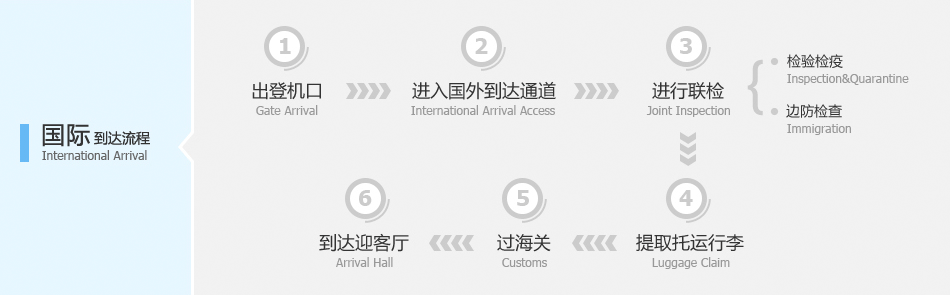 国际 到达流程
International Arrival
1
出登机口
Gate Arrival
2
进入国外到达通道
International Arrival Access
3
进行联检
Joint Inspection
检验检疫
Inspection&Quarantine
边防检查
Immigration
4
提取托运行李
Luggage Claim
5
过海关
Customs
6
到达迎客厅
Arrival Hall